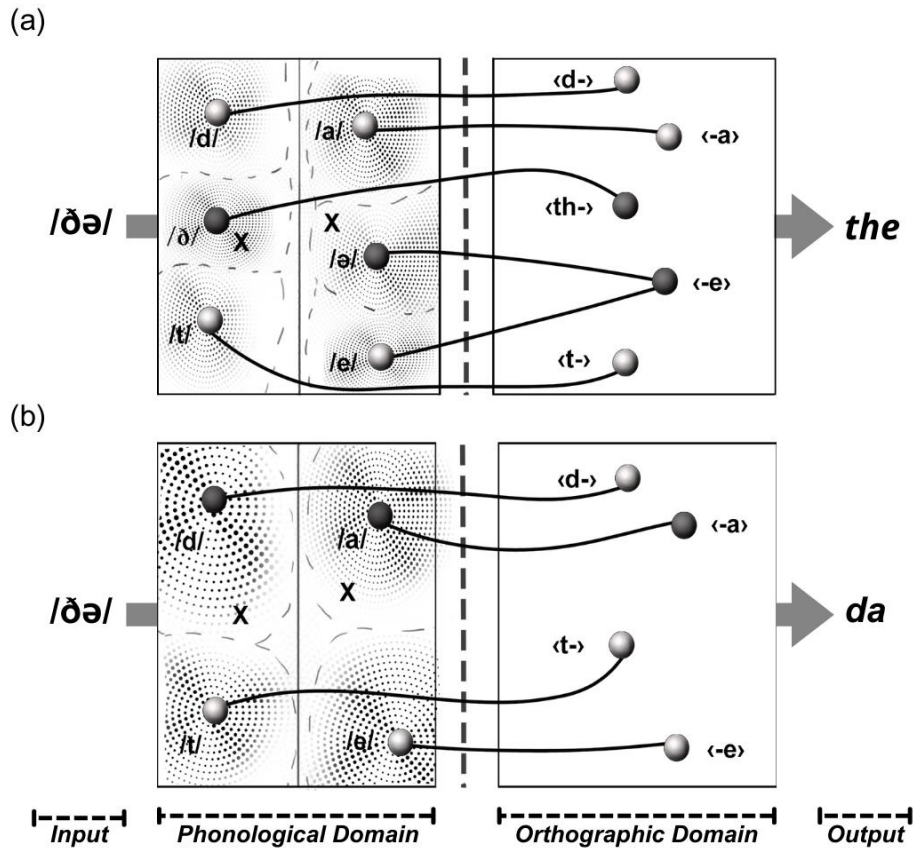 (a)
/ðə/
/d/
/a/
/ð/
X
X
/ə/
/t/
/e/
‹d-›
‹-a›
‹th-›
‹-e›
‹t-›
the
(b)
/ðə/
/d/
/a/
X
X
/t/
/e/
‹d-›
‹-a›
‹t-›
‹-e›
da
Input
Phonological Domain
Orthographic Domain
Output